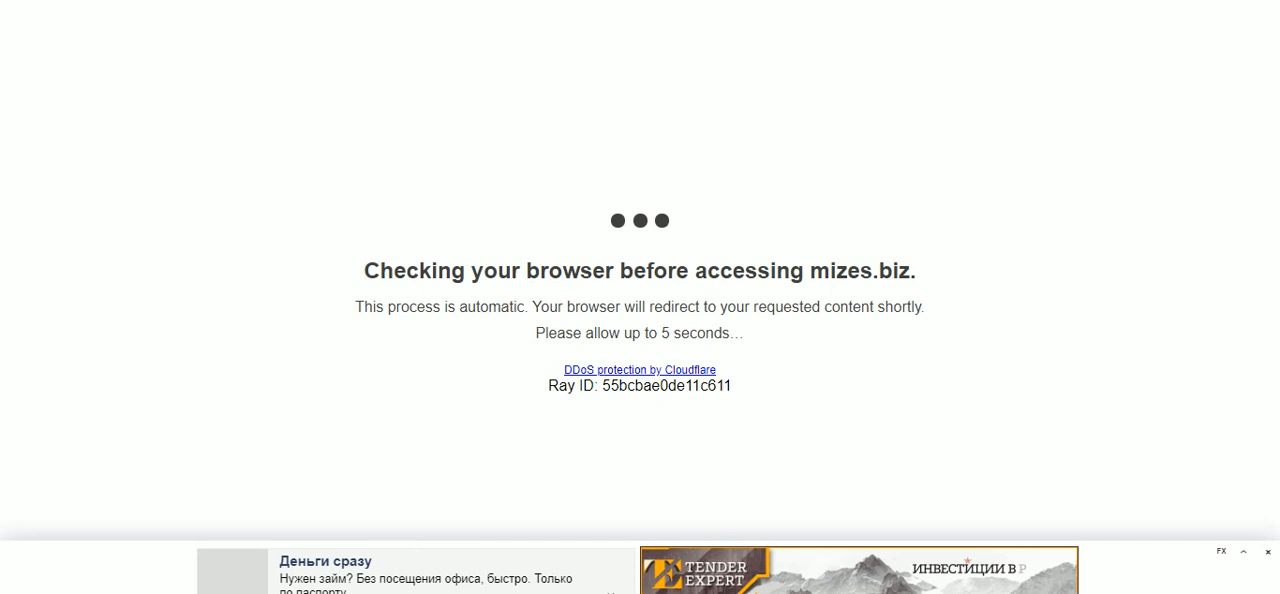 Checking your browser before accessing mizes.biz.
This process is automatic. Your browser will redirect to your requested content shortly.
Please allow up to 5 seconds…
DDoS protection by Cloudflare
Ray ID: 55bcbae0de11c611
FX
Деньги сразу
Нужен займ? Без посещения офиса, быстро. Только
по паспорту
TENDER
EXPERT
ИНВЕСТИЦИИ В Р